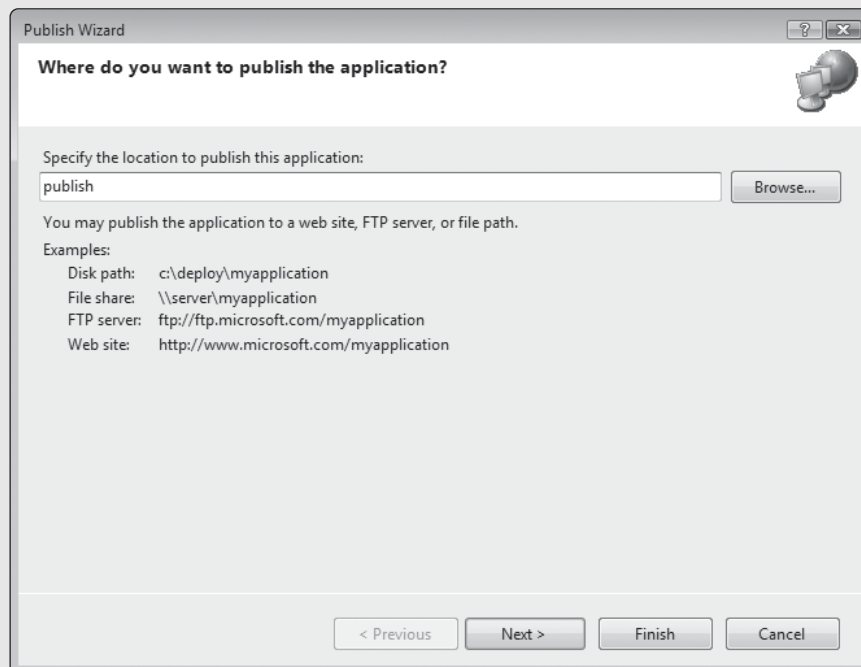 Publish Wizard
?
Where do you want to publish the application?
Specify the location to publish this application:
publish
Browse...
You may publish the application to a web site, FTP server, or file path.
Examples:
Disk path: c:\deploy\myapplication
File share: \\server\myapplication
FTP server: ftp://ftp.microsoft.com/myapplication
Web site: http://www.microsoft.com/myapplication
< Previous Next > Finish Cancel